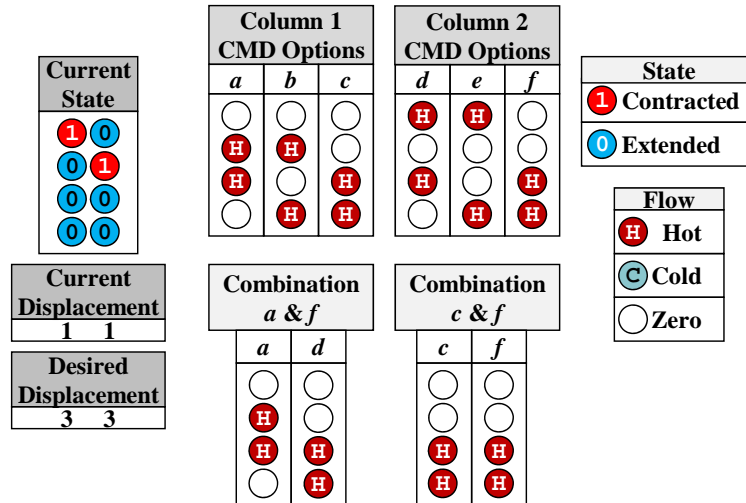 Current
State
1 0
0 1
0 0
0 0
Current
Displacement
1 1
Desired
Displacement
3 3
Column 1
CMD Options
a b c
H H
H H
H H
Column 2
CMD Options
d e f
H H
H H
H H
Combination
a & f
a d
H
H H
H
Combination
c & f
c f
H H
H H
State
1 Contracted
0 Extended
Flow
H Hot
C Cold
Zero